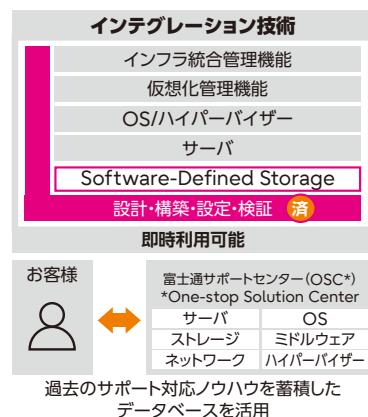 インテグレーション技術
インフラ統合管理機能
仮想化管理機能
OS/ハイパーバイザー
サーバ
Software-Defined Storage
設計・構築・設定・検証 済
即時利用可能
お客様
富士通サポートセンター(OSC*)
*One-stop Solution Center
サーバ OS
ストレージ ミドルウェア
ネットワーク ハイパーバイザー
過去のサポート対応ノウハウを蓄積した
データベースを活用